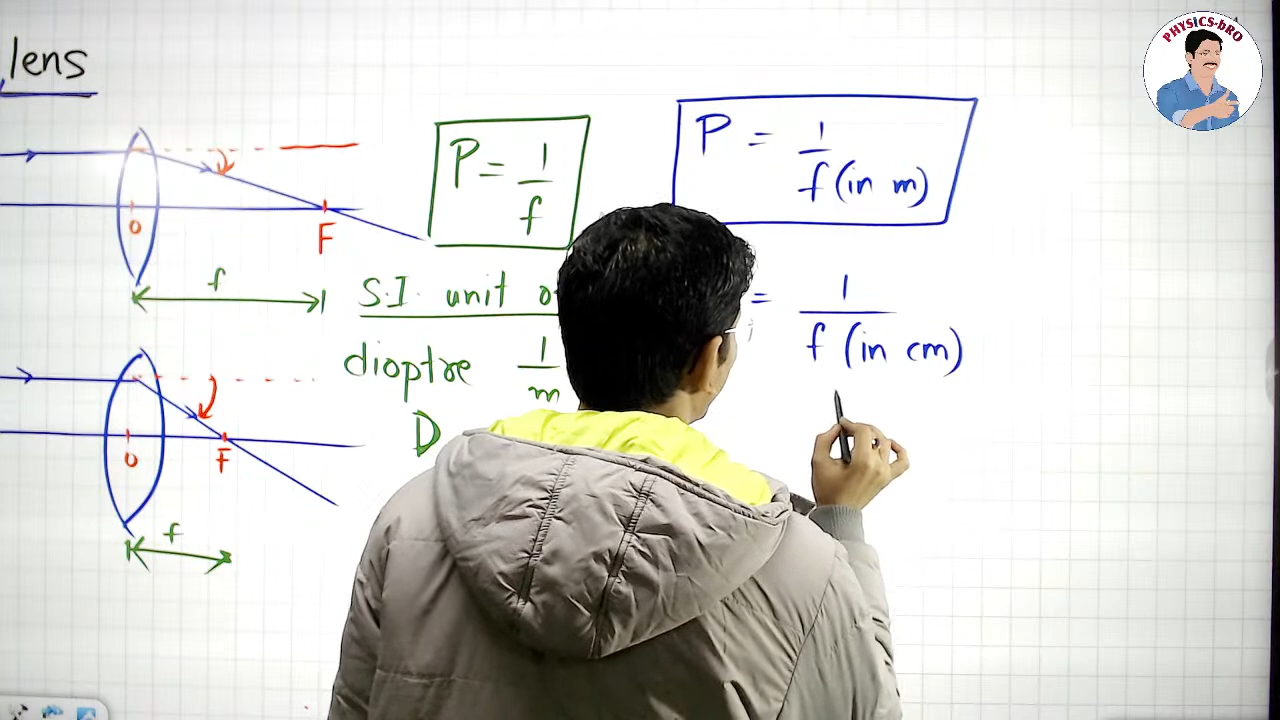 lens
PHYSICS-bRO
P = 1/f
P = 1/f (in m)
O
F
f
S.I. unit
= 1/f (in cm)
dioptre 1/m
D
O
F
f